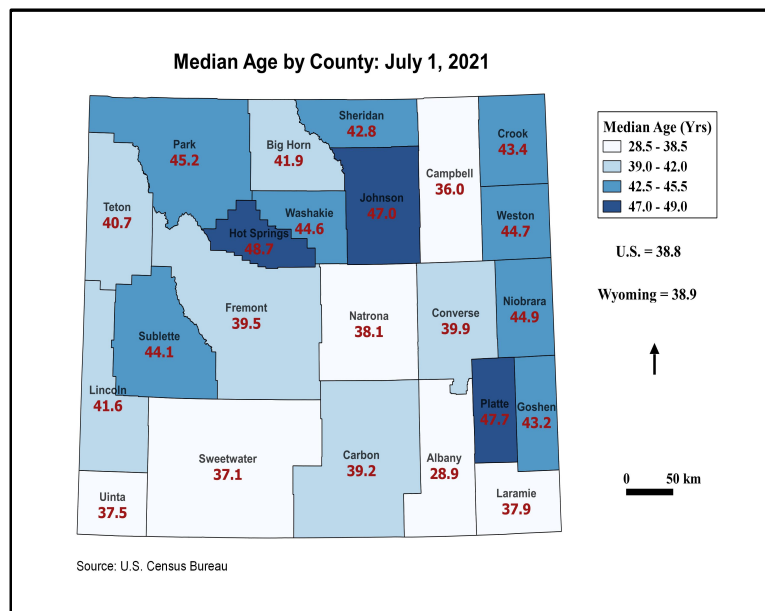 Median Age by County: July 1, 2021
Sheridan
42.8
Park
45.2
Big Horn
41.9
Crook
43.4
Campbell
36.0
Johnson
47.0
Teton
40.7
Washakie
44.6
Weston
44.7
Hot Springs
48.7
Fremont
39.5
Natrona
38.1
Converse
39.9
Niobrara
44.9
Sublette
44.1
Lincoln
41.6
Platte
47.7
Goshen
43.2
Sweetwater
37.1
Carbon
39.2
Albany
28.9
Uinta
37.5
Laramie
37.9
Median Age (Yrs)
28.5 - 38.5
39.0 - 42.0
42.5 - 45.5
47.0 - 49.0
U.S. = 38.8
Wyoming = 38.9
0 50 km
Source: U.S. Census Bureau